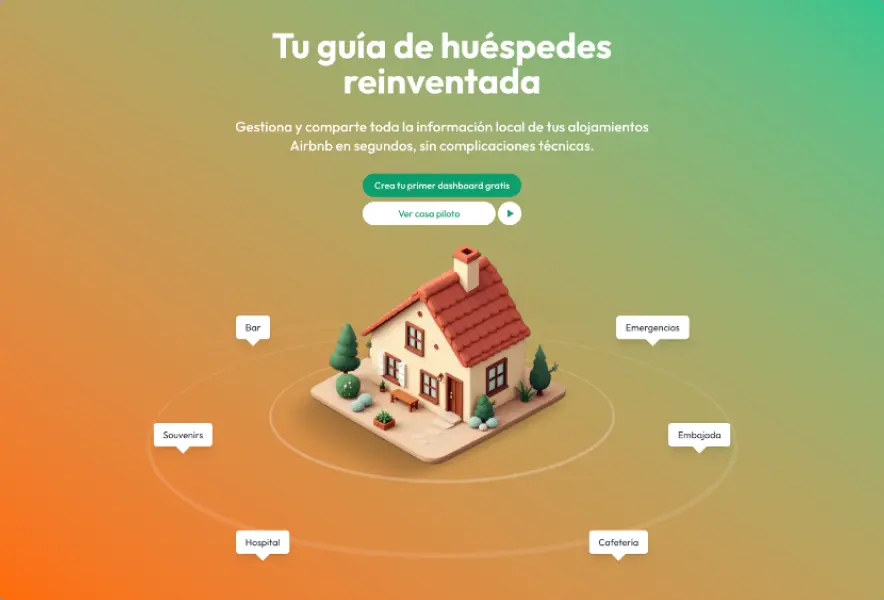 Tu guía de huéspedes
reinventada
Gestiona y comparte toda la información local de tus alojamientos
Airbnb en segundos, sin complicaciones técnicas.
Crea tu primer dashboard gratis
Ver casa piloto
Bar
Emergencias
Souvenirs
Embajada
Hospital
Cafetería